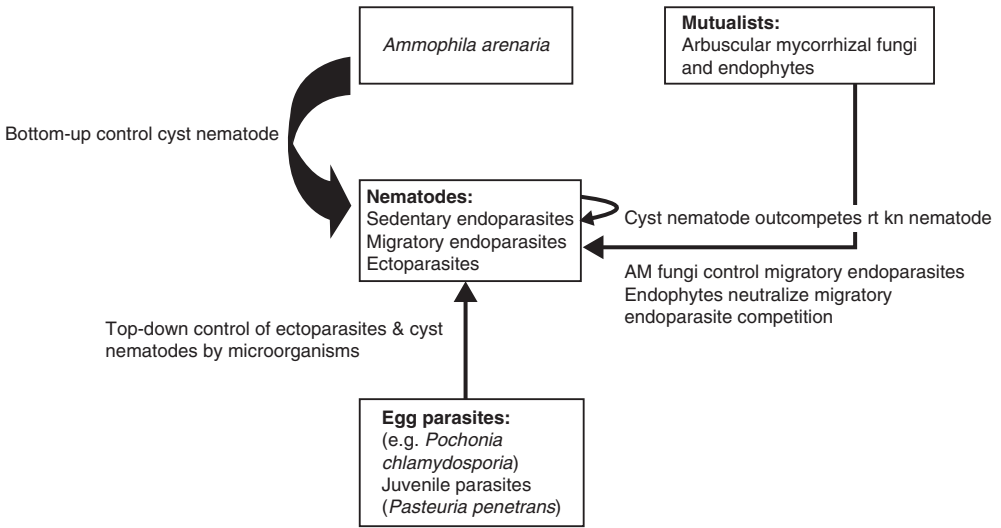 Ammophila arenaria
Mutualists:
Arbuscular mycorrhizal fungi
and endophytes
Bottom-up control cyst nematode
Nematodes:
Sedentary endoparasites
Migratory endoparasites
Ectoparasites
Cyst nematode outcompetes rt kn nematode
AM fungi control migratory endoparasites
Endophytes neutralize migratory
endoparasite competition
Top-down control of ectoparasites & cyst
nematodes by microorganisms
Egg parasites:
(e.g. Pochonia
chlamydosporia)
Juvenile parasites
(Pasteuria penetrans)